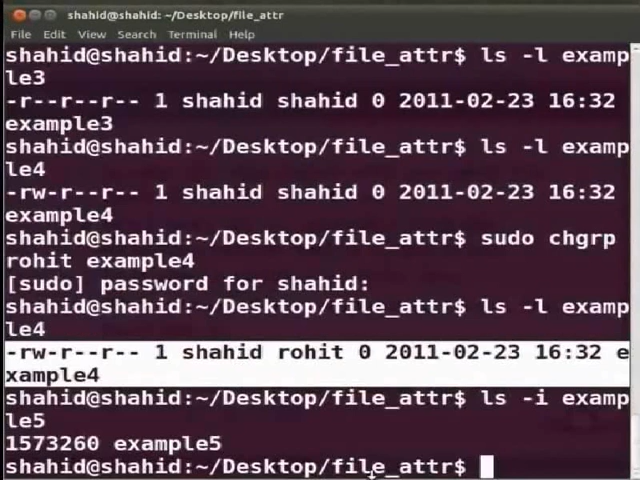 shahid@shahid: ~/Desktop/file_attr
File Edit View Search Terminal Help
shahid@shahid:~/Desktop/file_attr$ ls -l examp
le3
-r--r--r-- 1 shahid shahid 0 2011-02-23 16:32
example3
shahid@shahid:~/Desktop/file_attr$ ls -l examp
le4
-rw-r--r-- 1 shahid shahid 0 2011-02-23 16:32
example4
shahid@shahid:~/Desktop/file_attr$ sudo chgrp
rohit example4
[sudo] password for shahid:
shahid@shahid:~/Desktop/file_attr$ ls -l examp
le4
-rw-r--r-- 1 shahid rohit 0 2011-02-23 16:32 e
xample4
shahid@shahid:~/Desktop/file_attr$ ls -i examp
le5
1573260 example5
shahid@shahid:~/Desktop/file_attr$